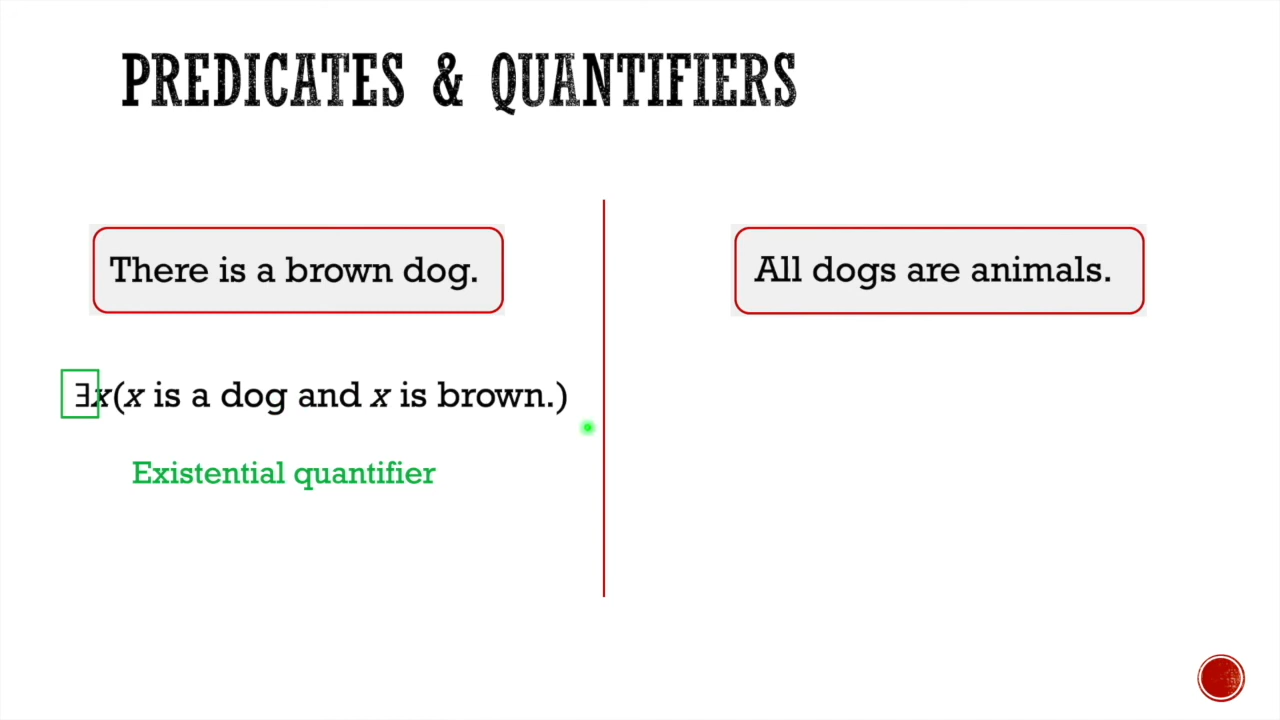 PREDICATES & QUANTIFIERS
There is a brown dog.
All dogs are animals.
∃x(x is a dog and x is brown.)
Existential quantifier